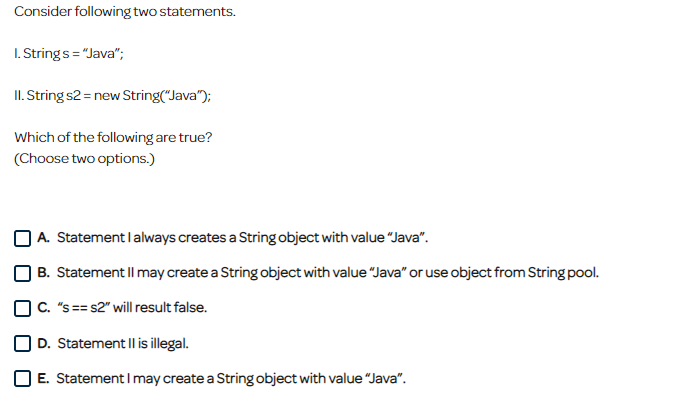 Consider following two statements.
I. String s = “Java”;
II. String s2 = new String(“Java”);
Which of the following are true?
(Choose two options.)
A. Statement I always creates a String object with value “Java”.
B. Statement II may create a String object with value “Java” or use object from String pool.
C. “s == s2” will result false.
D. Statement II is illegal.
E. Statement I may create a String object with value “Java”.